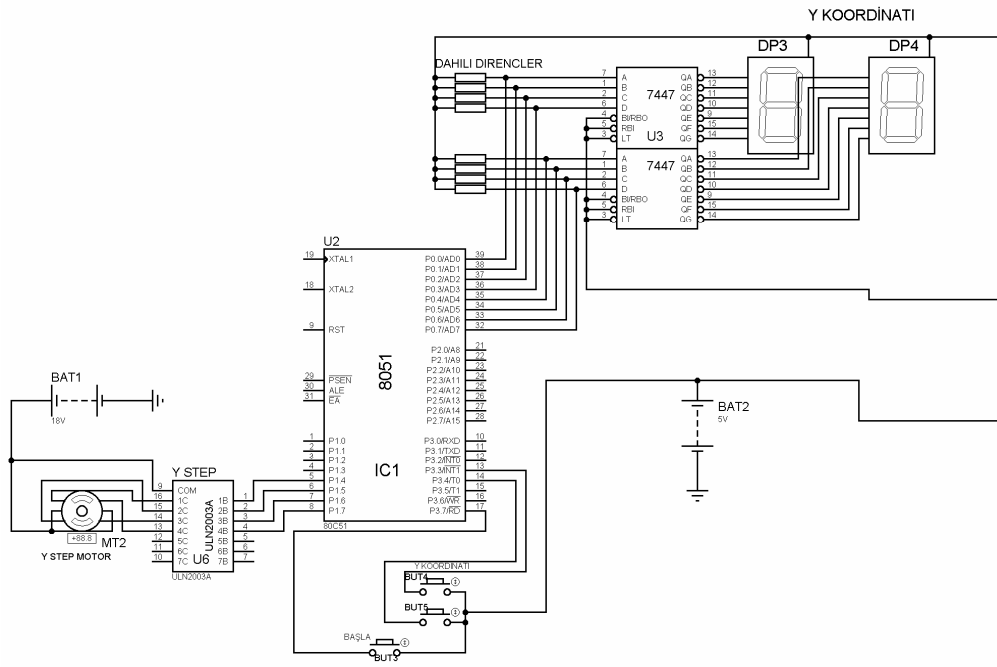 Y KOORDİNATI
DP3
DP4
DAHILI DIRENCLER
7 A QA 13
1 B QB 12
2 C QC 11
6 D QD 10
4 BI/RBO QE 9
5 RBI QF 15
3 LT QG 14
7447
U3
7 A QA 13
1 B QB 12
2 C QC 11
6 D QD 10
4 BI/RBO QE 9
5 RBI QF 15
3 LT QG 14
7447
U2
19 XTAL1
18 XTAL2
9 RST
29 PSEN
30 ALE
31 EA
1 P1.0
2 P1.1
3 P1.2
4 P1.3
5 P1.4
6 P1.5
7 P1.6
8 P1.7
P0.0/AD0 39
P0.1/AD1 38
P0.2/AD2 37
P0.3/AD3 36
P0.4/AD4 35
P0.5/AD5 34
P0.6/AD6 33
P0.7/AD7 32
P2.0/A8 21
P2.1/A9 22
P2.2/A10 23
P2.3/A11 24
P2.4/A12 25
P2.5/A13 26
P2.6/A14 27
P2.7/A15 28
P3.0/RXD 10
P3.1/TXD 11
P3.2/INT0 12
P3.3/INT1 13
P3.4/T0 14
P3.5/T1 15
P3.6/WR 16
P3.7/RD 17
8051
IC1
80C51
BAT1
18V
BAT2
5V
Y STEP
9 COM
16 1C 1B 1
15 2C 2B 2
14 3C 3B 3
13 4C 4B 4
12 5C 5B 5
11 6C 6B 6
10 7C 7B 7
ULN2003A
U6
ULN2003A
+88.8
MT2
Y STEP MOTOR
Y KOORDINATI
BUT4
BUT5
BAŞLA
BUT3